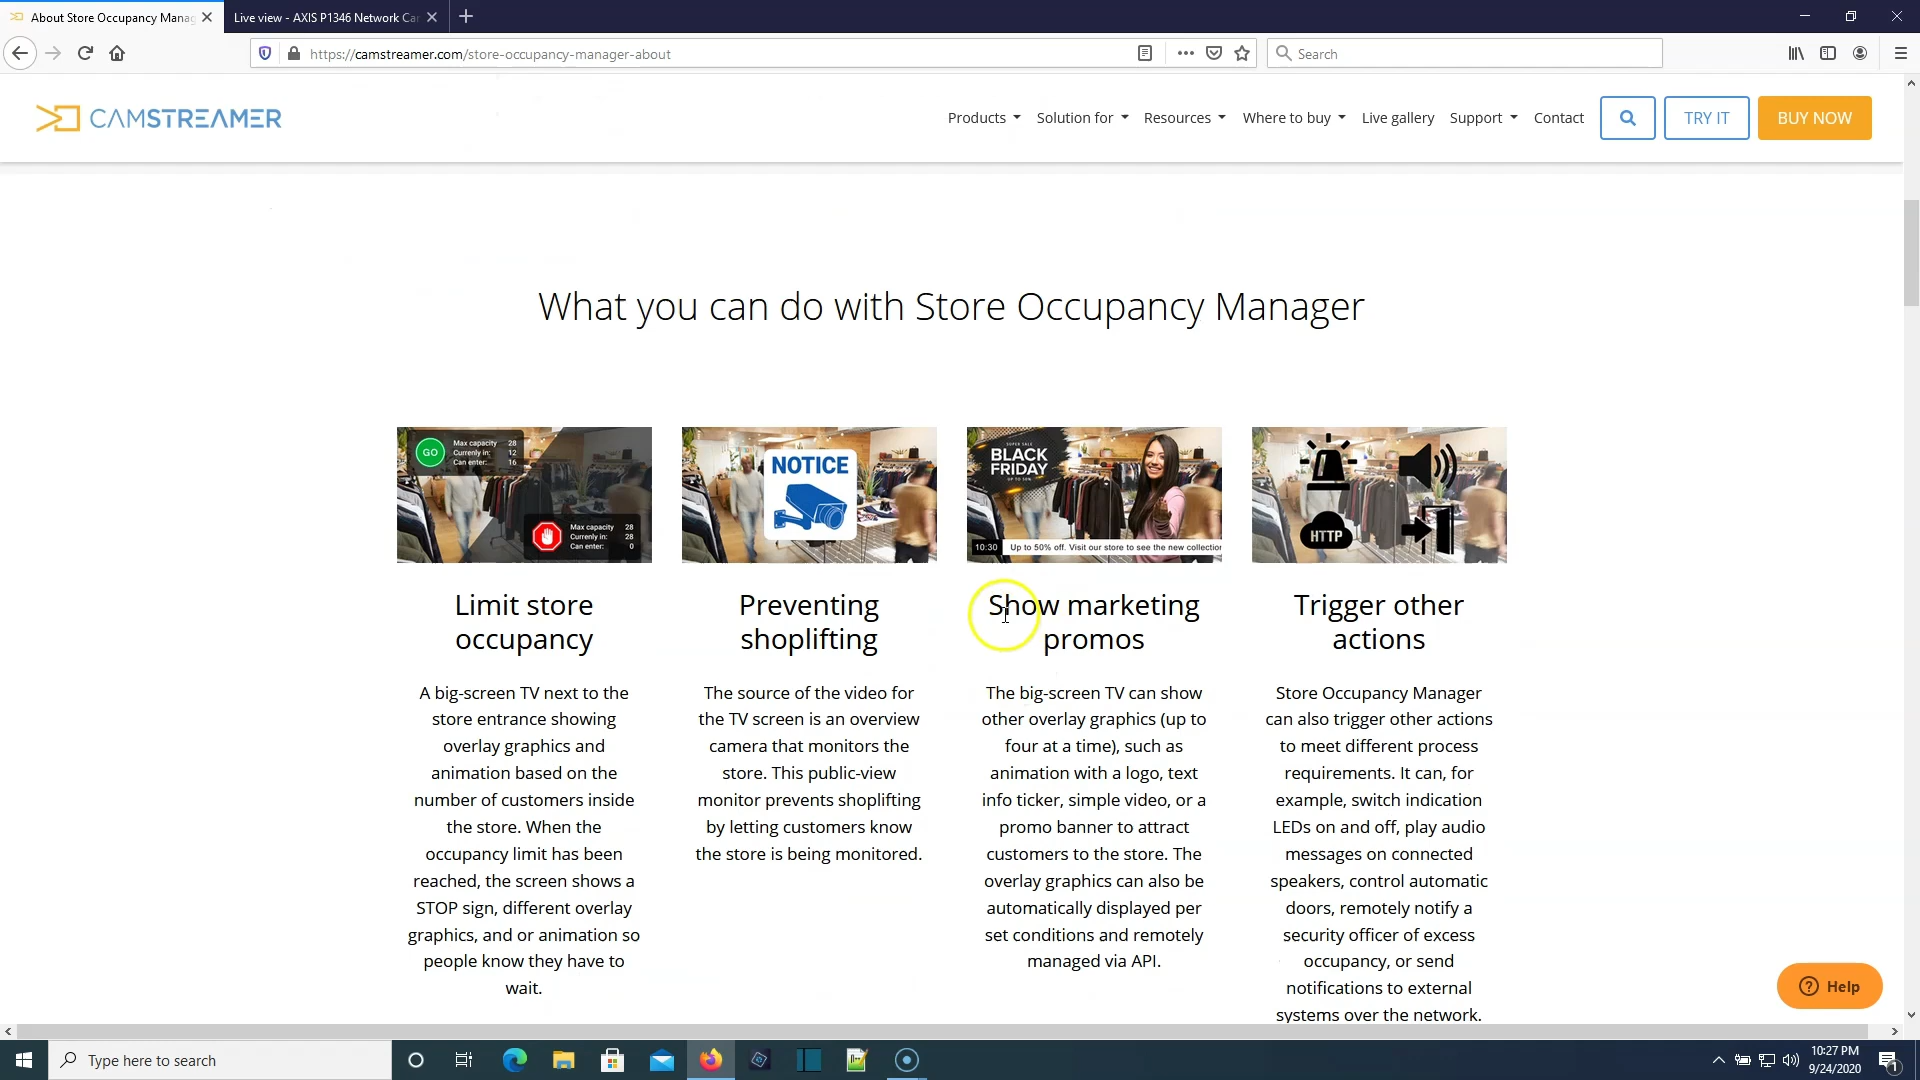 About Store Occupancy Manag
Live view - AXIS P1346 Network Ca
https://camstreamer.com/store-occupancy-manager-about
Search
CAMSTREAMER
Products
Solution for
Resources
Where to buy
Live gallery
Support
Contact
TRY IT
BUY NOW
What you can do with Store Occupancy Manager
GO
Max capacity 28
Currently in: 12
Can enter: 16
Max capacity 28
Currently in: 28
Can enter: 0
NOTICE
SUPER SALE
BLACK
FRIDAY
UP TO 50%
10:30 Up to 50% off. Visit our store to see the new collection
HTTP
Limit store
occupancy
A big-screen TV next to the
store entrance showing
overlay graphics and
animation based on the
number of customers inside
the store. When the
occupancy limit has been
reached, the screen shows a
STOP sign, different overlay
graphics, and or animation so
people know they have to
wait.
Preventing
shoplifting
The source of the video for
the TV screen is an overview
camera that monitors the
store. This public-view
monitor prevents shoplifting
by letting customers know
the store is being monitored.
Show marketing
promos
The big-screen TV can show
other overlay graphics (up to
four at a time), such as
animation with a logo, text
info ticker, simple video, or a
promo banner to attract
customers to the store. The
overlay graphics can also be
automatically displayed per
set conditions and remotely
managed via API.
Trigger other
actions
Store Occupancy Manager
can also trigger other actions
to meet different process
requirements. It can, for
example, switch indication
LEDs on and off, play audio
messages on connected
speakers, control automatic
doors, remotely notify a
security officer of excess
occupancy, or send
notifications to external
systems over the network.
Help
Type here to search
10:27 PM
9/24/2020
1